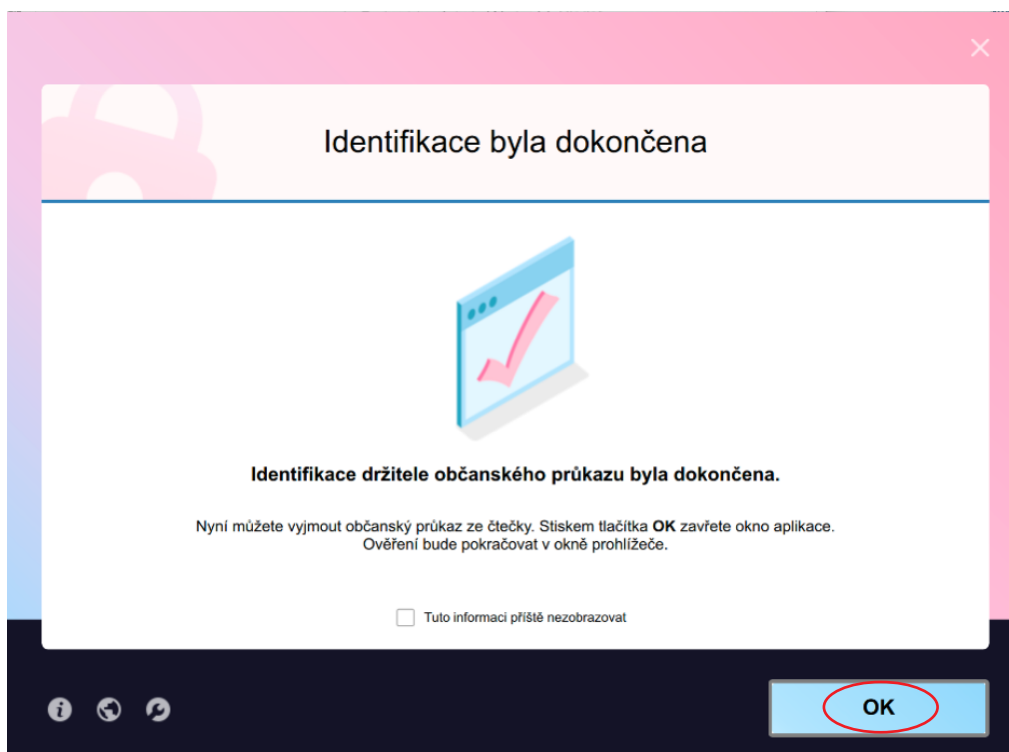 Identifikace byla dokončena
Identifikace držitele občanského průkazu byla dokončena.
Nyní můžete vyjmout občanský průkaz ze čtečky. Stiskem tlačítka OK zavřete okno aplikace.
Ověření bude pokračovat v okně prohlížeče.
Tuto informaci příště nezobrazovat
OK